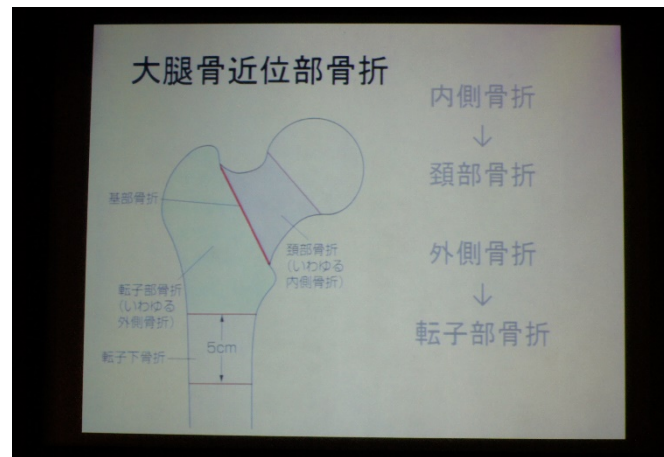 大腿骨近位部骨折
内側骨折
↓
頚部骨折
外側骨折
↓
転子部骨折
基部骨折
頚部骨折
(いわゆる
内側骨折)
転子部骨折
(いわゆる
外側骨折)
5cm
転子下骨折